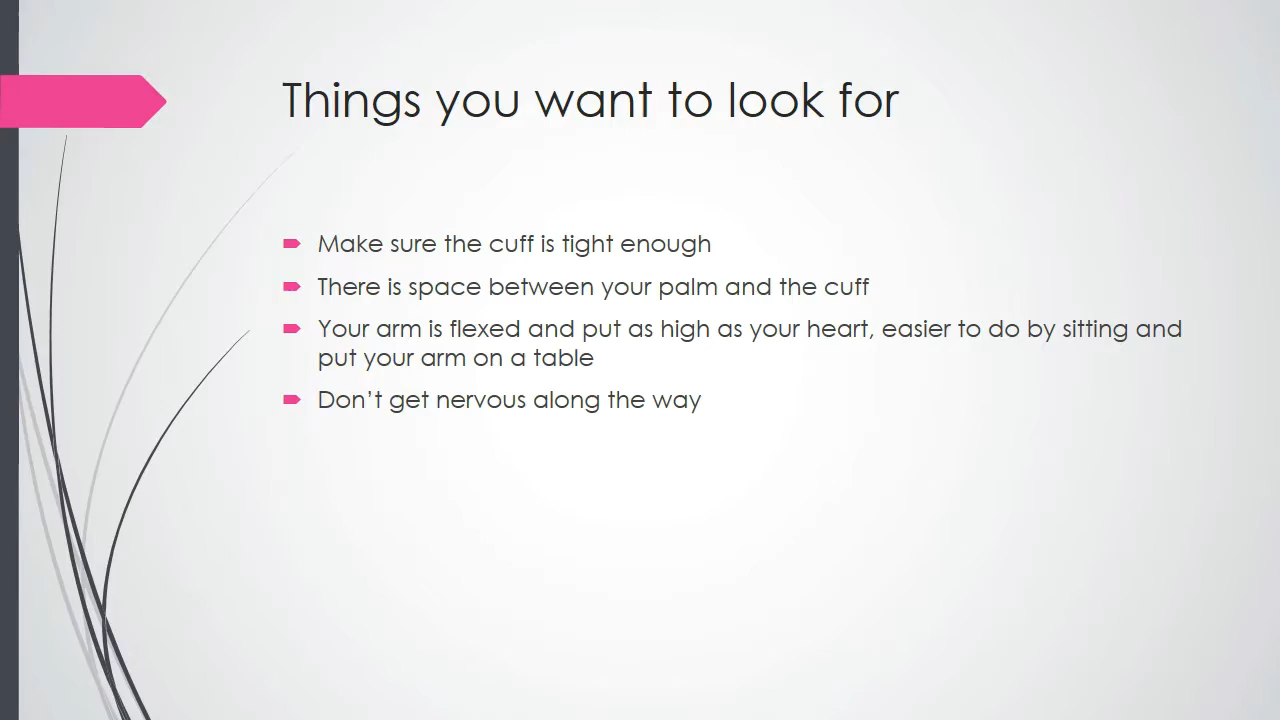 Things you want to look for
Make sure the cuff is tight enough
There is space between your palm and the cuff
Your arm is flexed and put as high as your heart, easier to do by sitting and
put your arm on a table
Don’t get nervous along the way